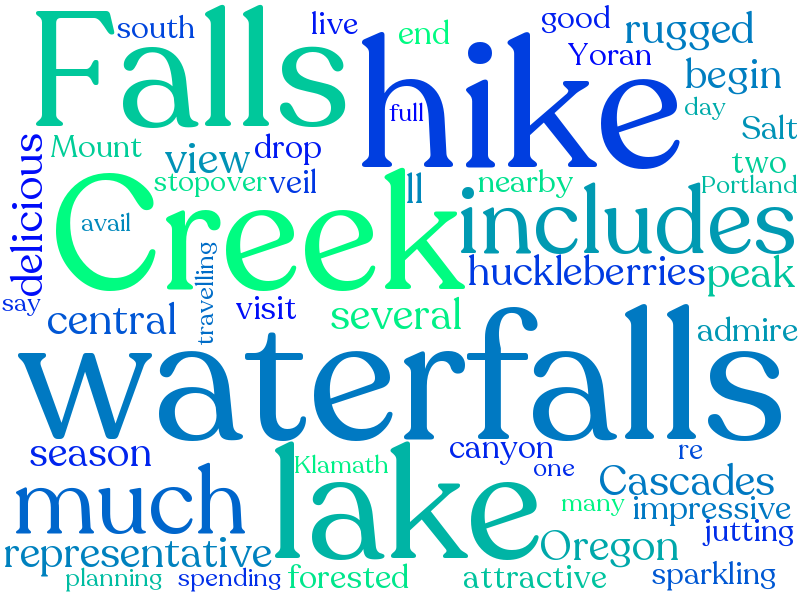 south
live
end
good
rugged
Falls
hike
Yoran
begin
full
day
Mount
view
drop
Salt
delicious
stopover
veil
ll
nearby
two
Portland
Creek
includes
avail
huckleberries
peak
say
central
travelling
visit
several
admire
waterfalls
season
canyon
re
Klamath
one
Cascades
much
lake
many
impressive
jutting
representative
Oregon
planning
spending
forested
attractive
sparkling